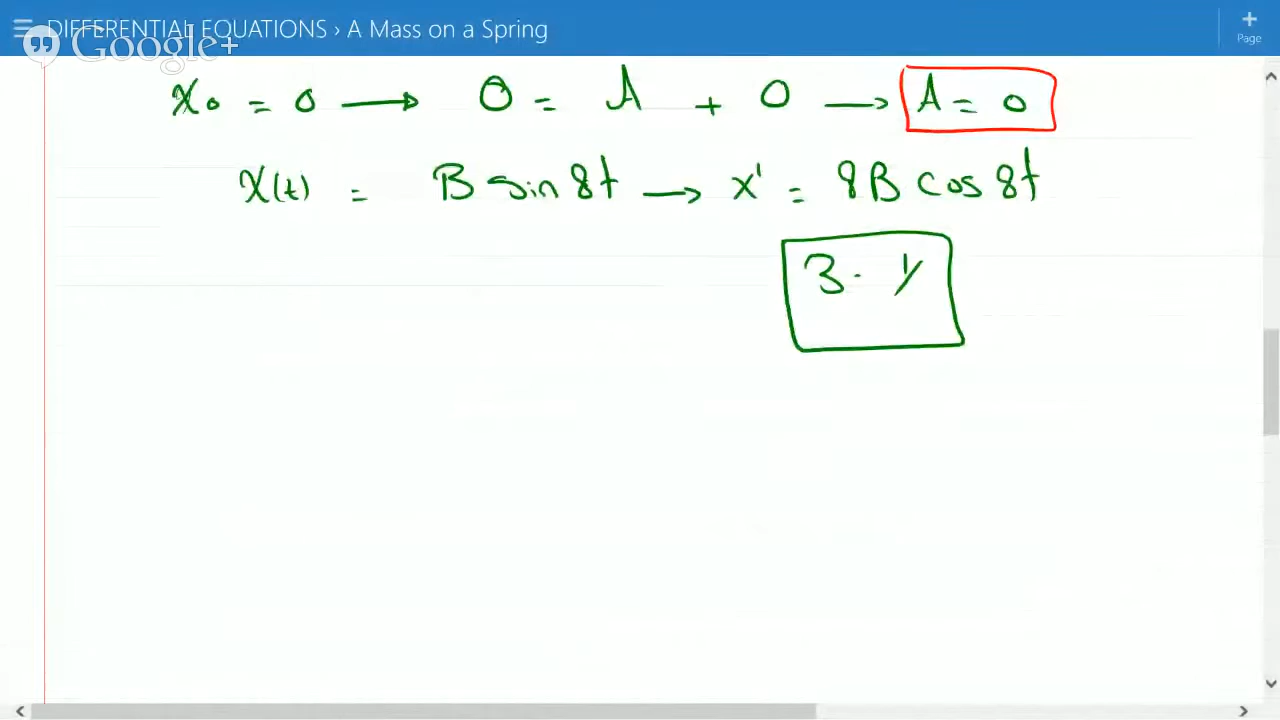 DIFFERENTIAL EQUATIONS › A Mass on a Spring
Google+
Page
X0 = 0 → 0 = A + 0 → A = 0
X(t) = B sin 8t → x' = 8B cos 8t
3 · 1/